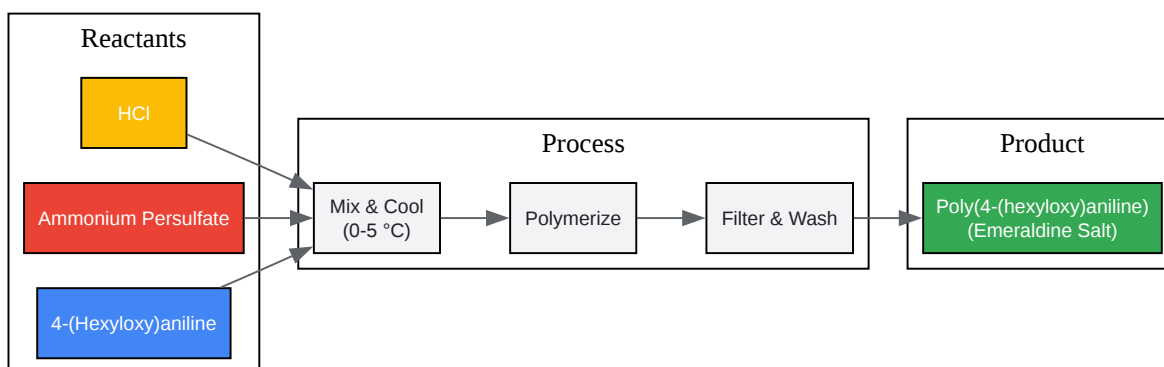 Reactants
HCl
Ammonium Persulfate
4-(Hexyloxy)aniline
Process
Mix & Cool
(0-5 °C)
Polymerize
Filter & Wash
Product
Poly(4-(hexyloxy)aniline)
(Emeraldine Salt)